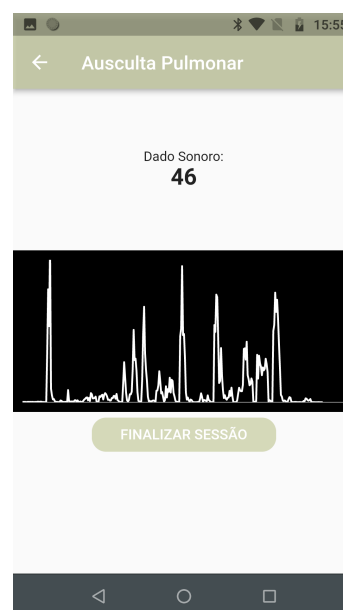 15:55
Ausculta Pulmonar
Dado Sonoro:
46
FINALIZAR SESSÃO